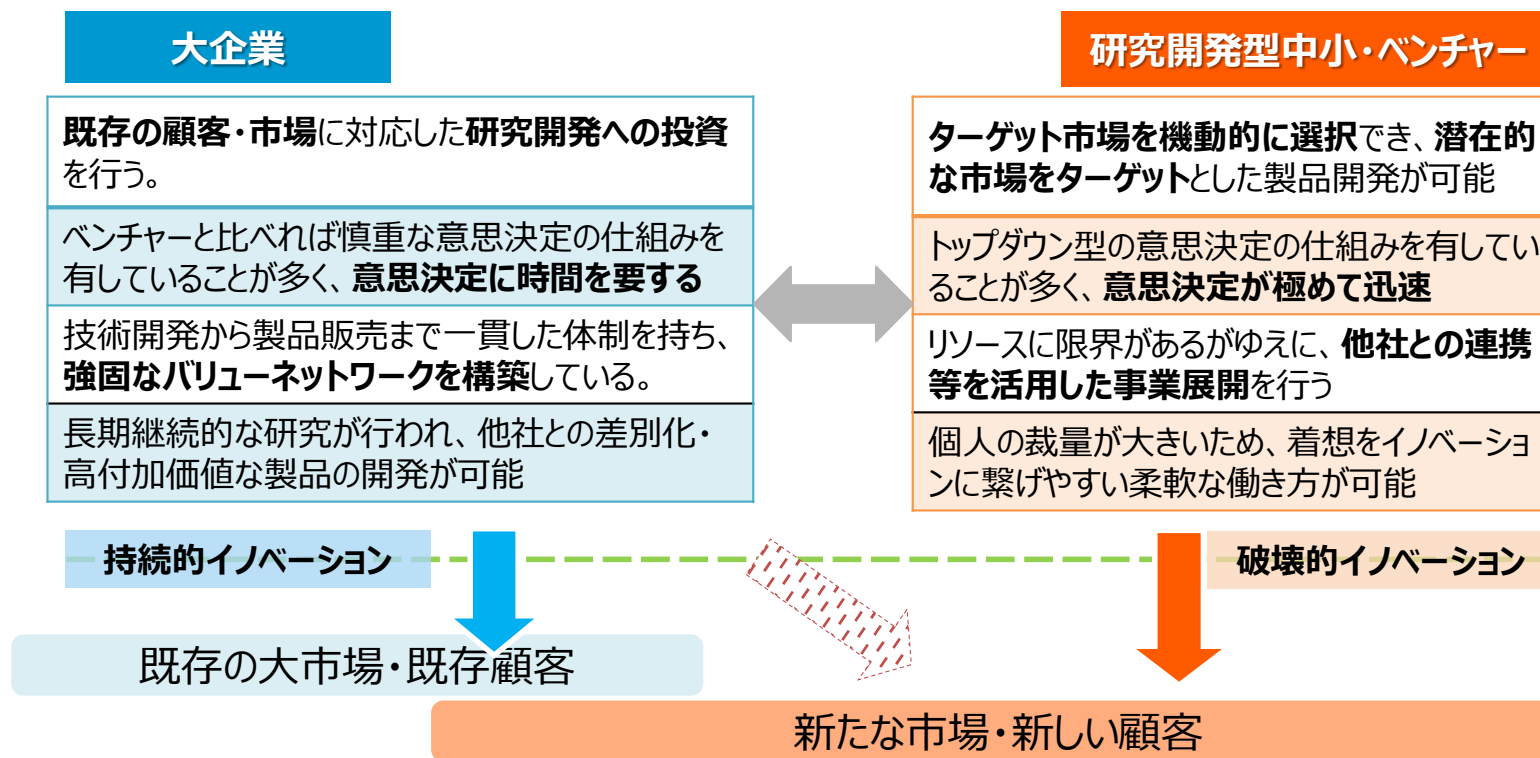 大企業
研究開発型中小・ベンチャー
既存の顧客・市場に対応した研究開発への投資
を行う。
ベンチャーと比べれば慎重な意思決定の仕組みを
有していることが多く、意思決定に時間を要する
技術開発から製品販売まで一貫した体制を持ち、
強固なバリューネットワークを構築している。
長期継続的な研究が行われ、他社との差別化・
高付加価値な製品の開発が可能
ターゲット市場を機動的に選択でき、潜在的
な市場をターゲットとした製品開発が可能
トップダウン型の意思決定の仕組みを有してい
ることが多く、意思決定が極めて迅速
リソースに限界があるがゆえに、他社との連携
等を活用した事業展開を行う
個人の裁量が大きいため、着想をイノベーショ
ンに繋げやすい柔軟な働き方が可能
持続的イノベーション
破壊的イノベーション
既存の大市場・既存顧客
新たな市場・新しい顧客